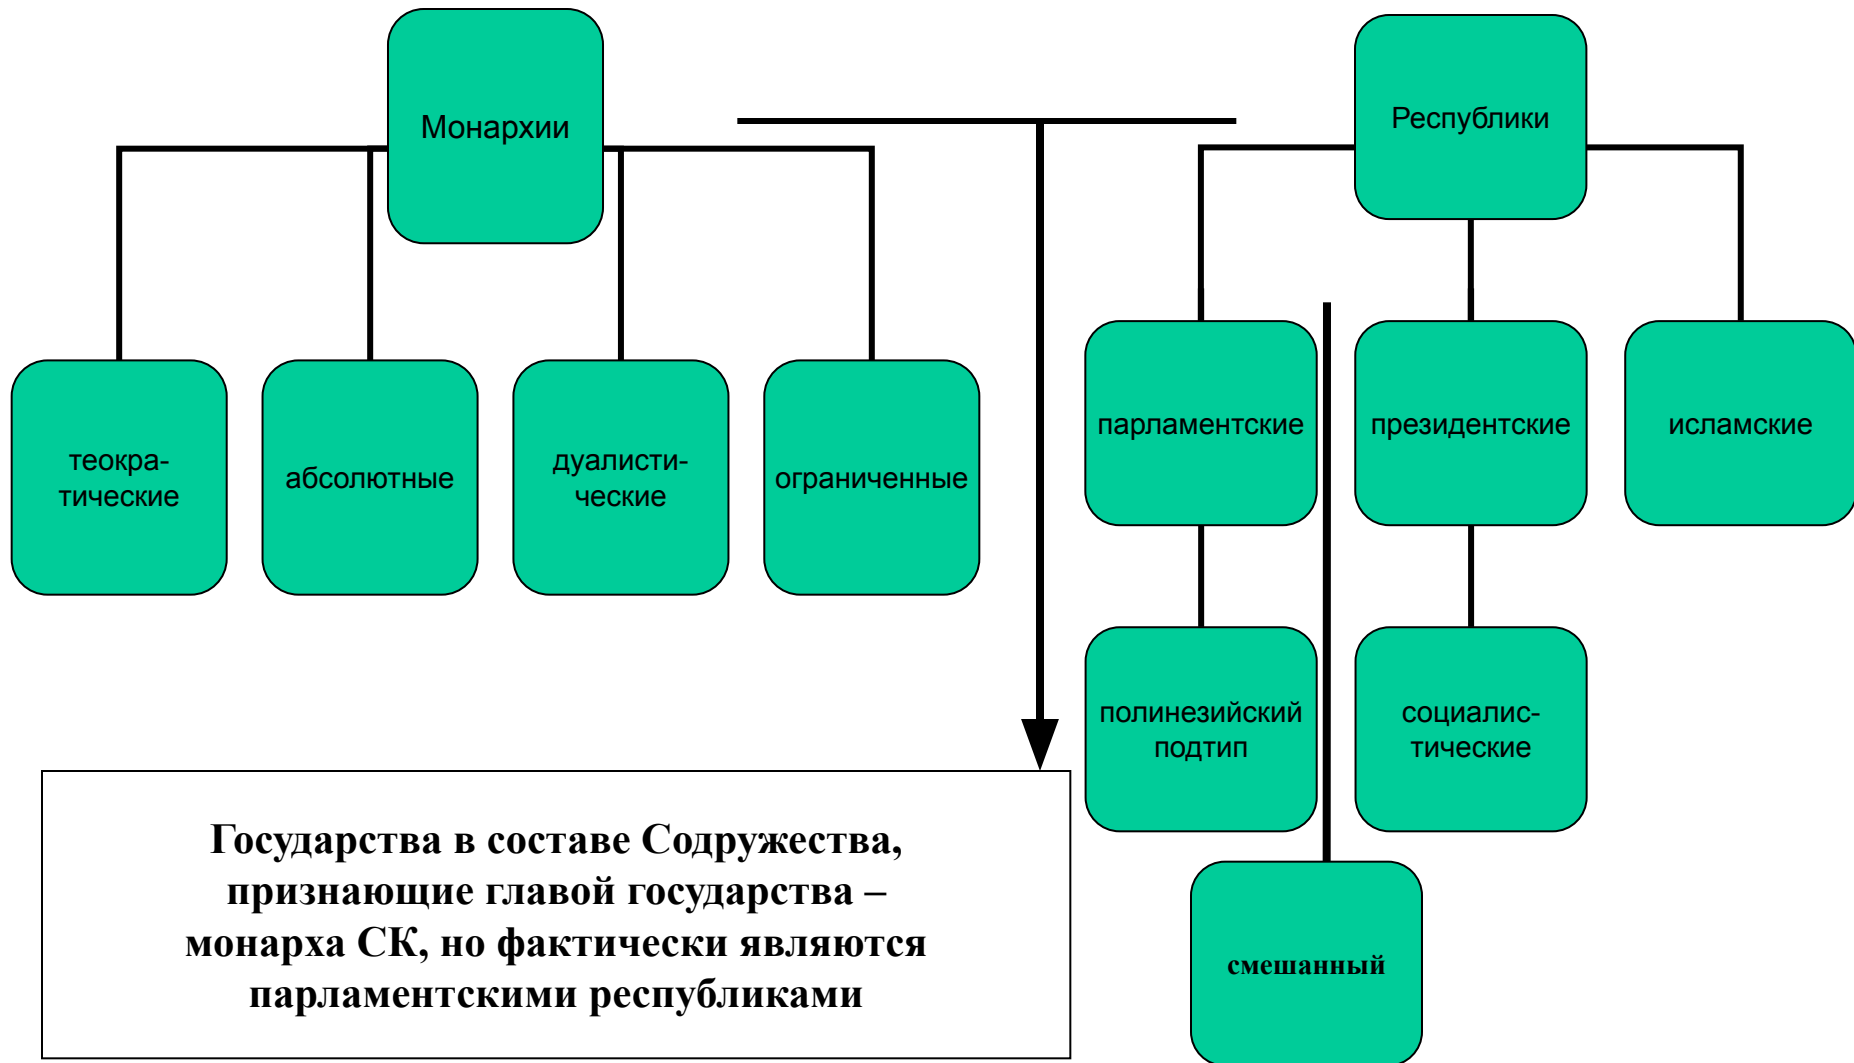 Монархии
Республики
теокра-
тические
абсолютные
дуалисти-
ческие
ограниченные
парламентские
президентские
исламские
полинезийский
подтип
социалис-
тические
Государства в составе Содружества,
признающие главой государства –
монарха СК, но фактически являются
парламентскими республиками
смешанный